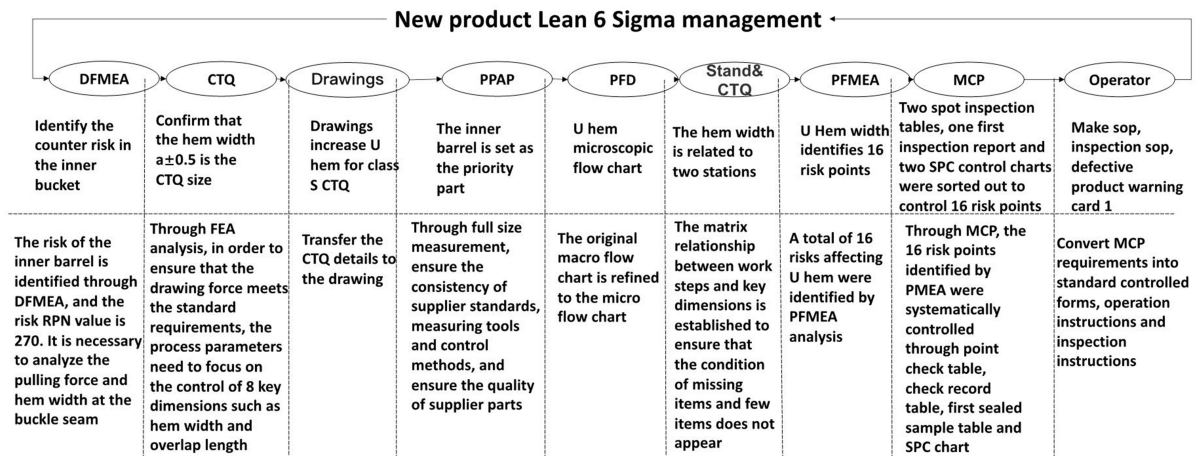 New product Lean 6 Sigma management
DFMEA
CTQ
Drawings
PPAP
PFD
Stand&
CTQ
PFMEA
MCP
Operator
Identify the
counter risk in
the inner
bucket
Confirm that
the hem width
a±0.5 is the
CTQ size
Drawings
increase U
hem for class
S CTQ
The inner
barrel is set as
the priority
part
U hem
microscopic
flow chart
The hem width
is related to
two stations
U Hem width
identifies 16
risk points
Two spot inspection
tables, one first
inspection report and
two SPC control charts
were sorted out to
control 16 risk points
Make sop,
inspection sop,
defective
product warning
card 1
The risk of the
inner barrel is
identified through
DFMEA, and the
risk RPN value is
270. It is necessary
to analyze the
pulling force and
hem width at the
buckle seam
Through FEA
analysis, in order to
ensure that the
drawing force meets
the standard
requirements, the
process parameters
need to focus on
the control of 8 key
dimensions such as
hem width and
overlap length
Transfer the
CTQ details to
the drawing
Through full size
measurement,
ensure the
consistency of
supplier standards,
measuring tools
and control
methods, and
ensure the quality
of supplier parts
The original
macro flow
chart is refined
to the micro
flow chart
The matrix
relationship
between work
steps and key
dimensions is
established to
ensure that
the condition
of missing
items and few
items does not
appear
A total of 16
risks affecting
U hem were
identified by
PFMEA
analysis
Through MCP, the
16 risk points
identified by
PMEA were
systematically
controlled
through point
check table,
check record
table, first sealed
sample table and
SPC chart
Convert MCP
requirements into
standard controlled
forms, operation
instructions and
inspection
instructions